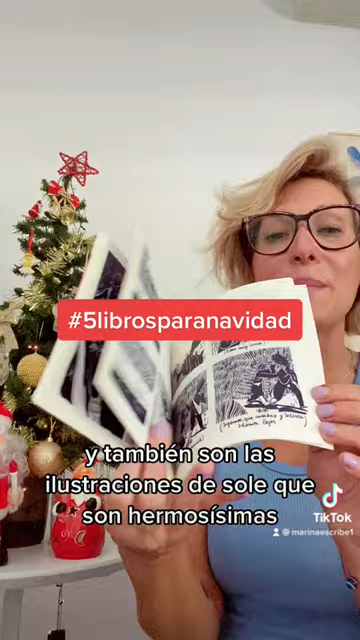 #5librosparanavidad
y también son las
ilustraciones de sole que
son hermosísimas
TikTok
@ marinaescribe1